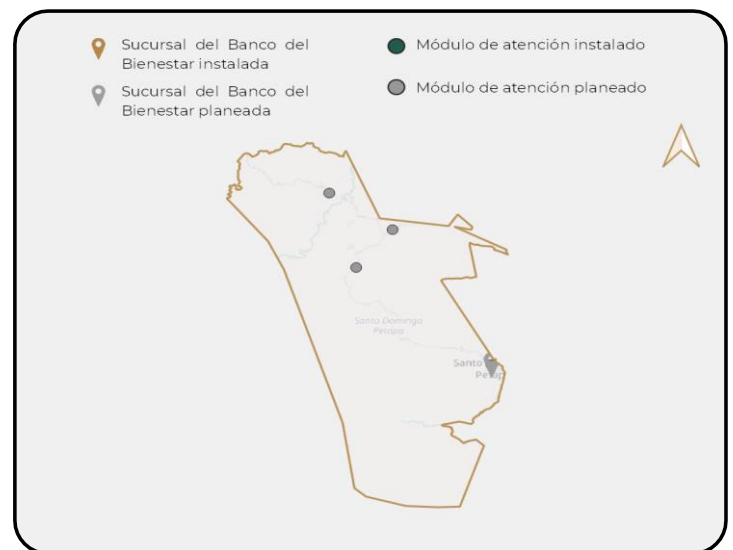 Sucursal del Banco del
Bienestar instalada
Sucursal del Banco del
Bienestar planeada
Módulo de atención instalado
Módulo de atención planeado
Santo Domingo
Petapa
Santo